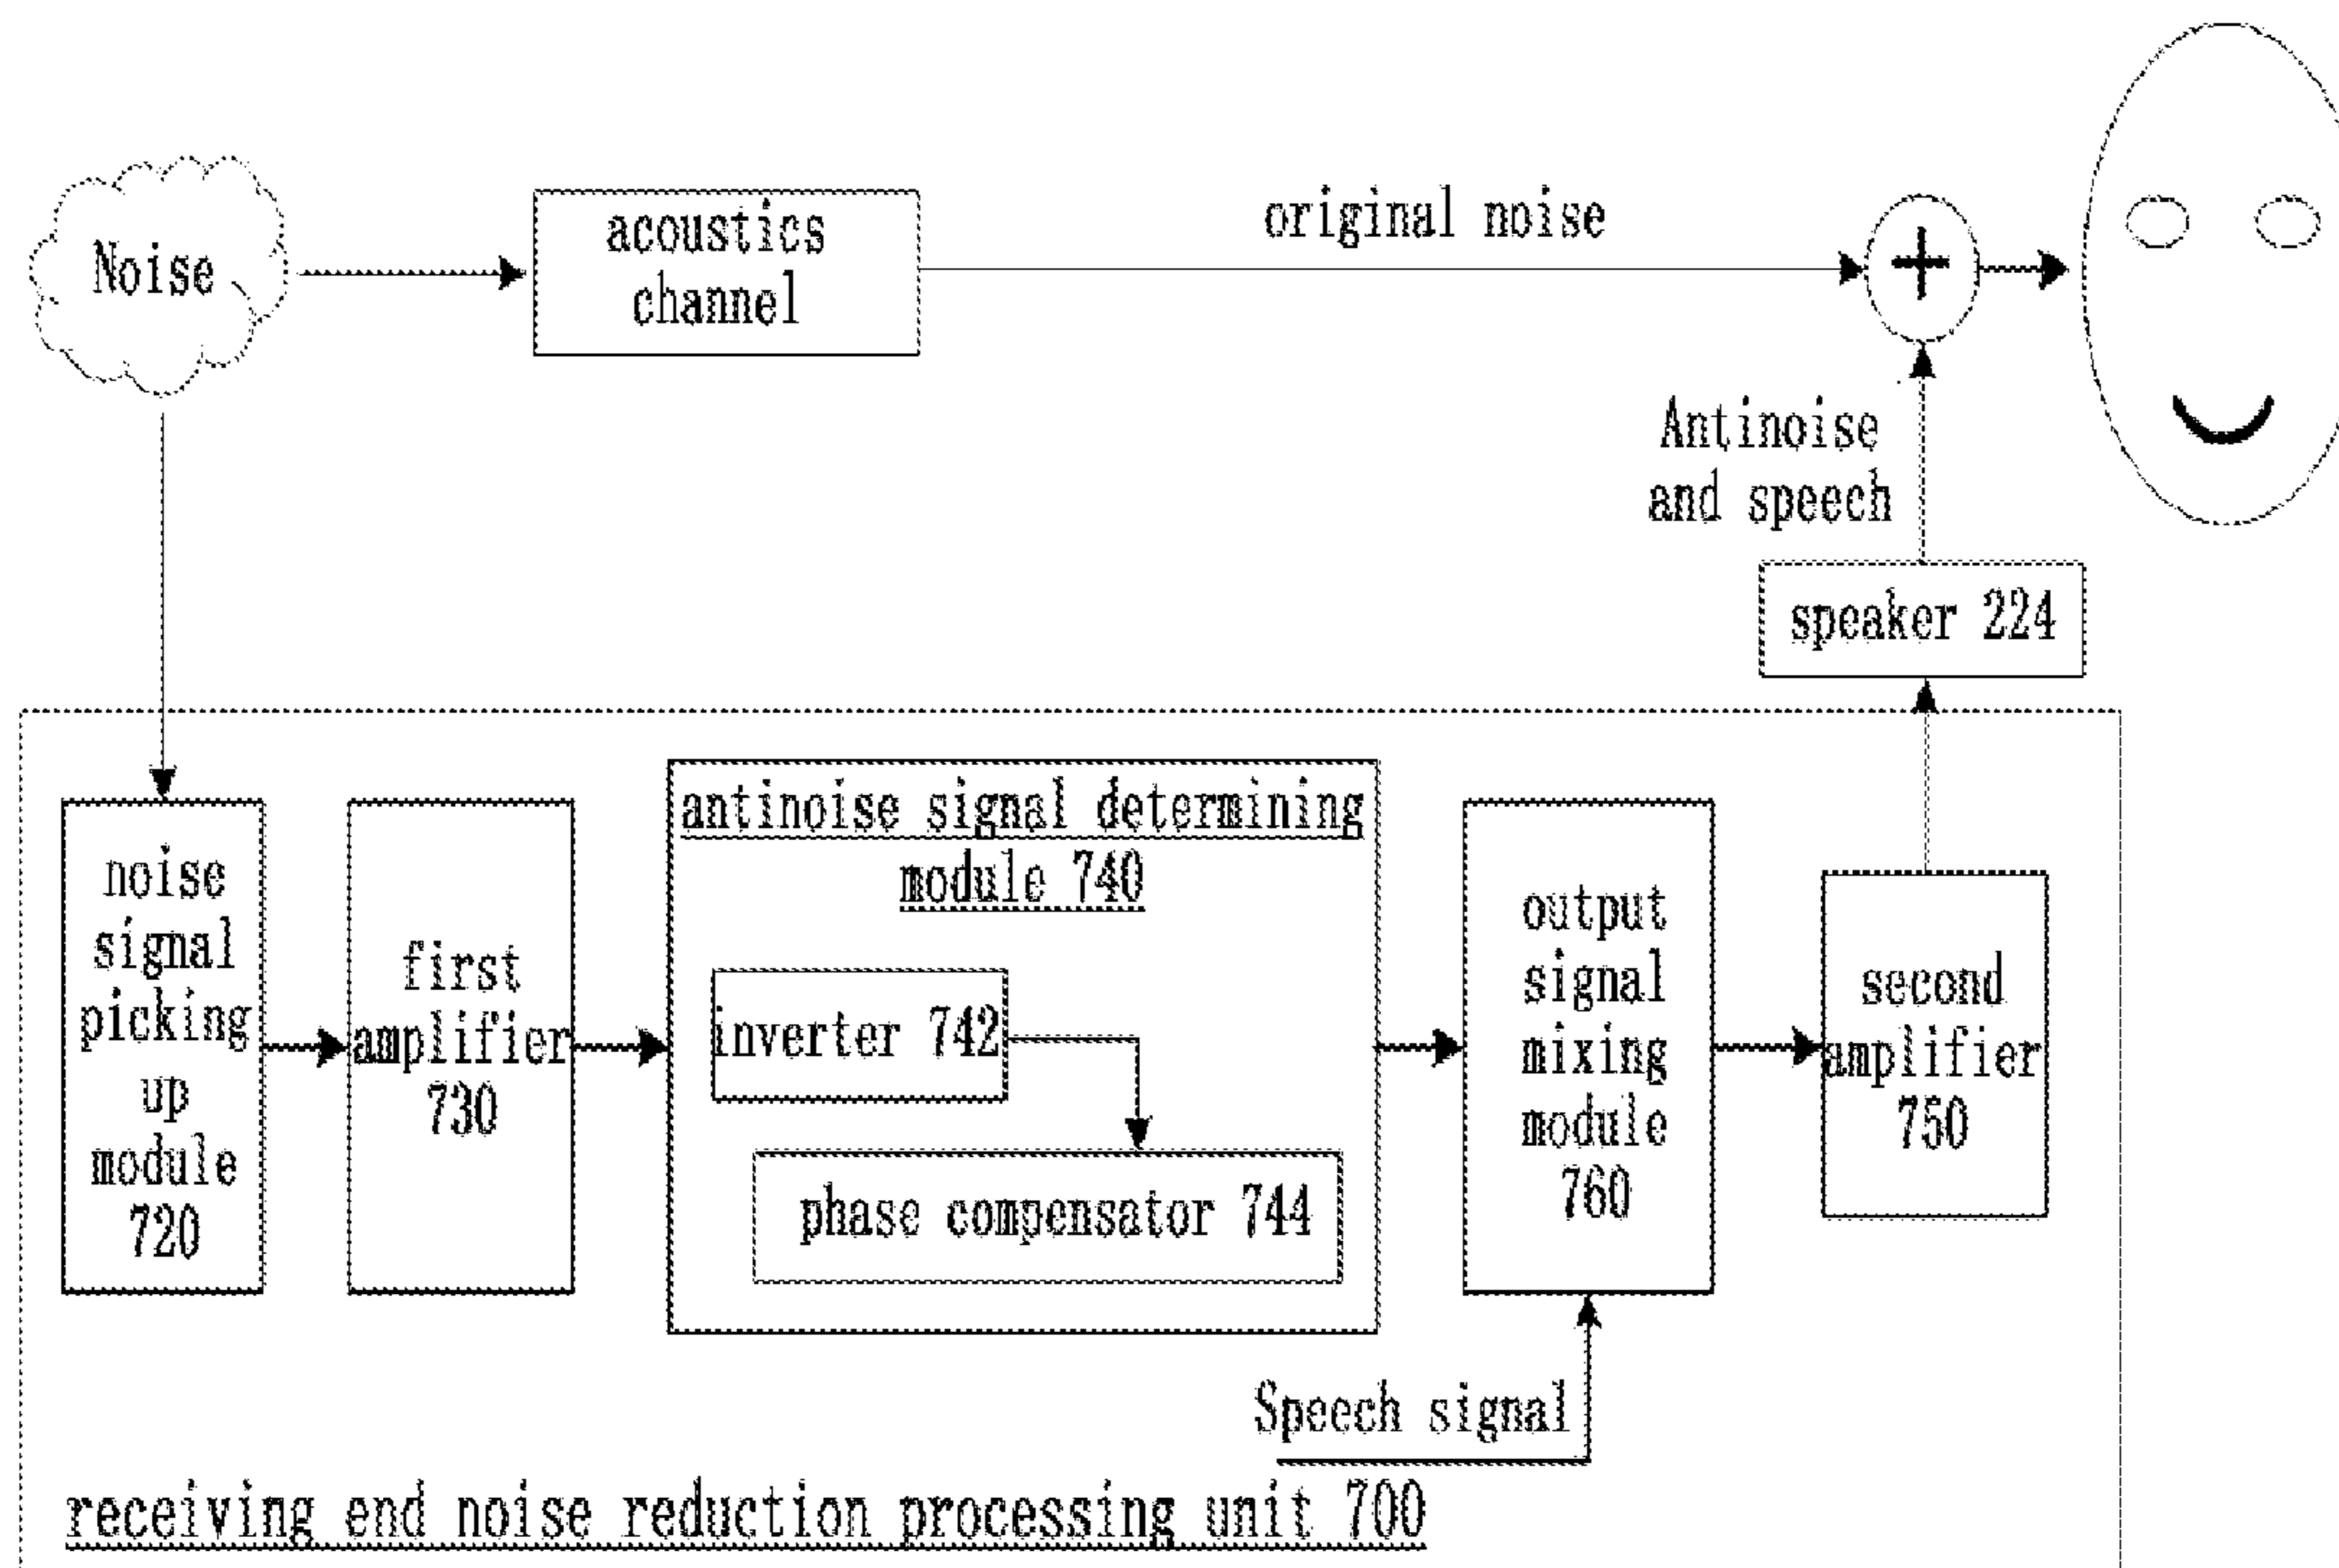 Noise
acoustics
channel
original noise
+
Antinoise
and speech
speaker 224
noise
signal
picking
up
module
720
first
amplifier
730
antinoise signal determining
module 740
inverter 742
phase compensator 744
output
signal
mixing
module
760
second
amplifier
750
Speech signal
receiving end noise reduction processing unit 700